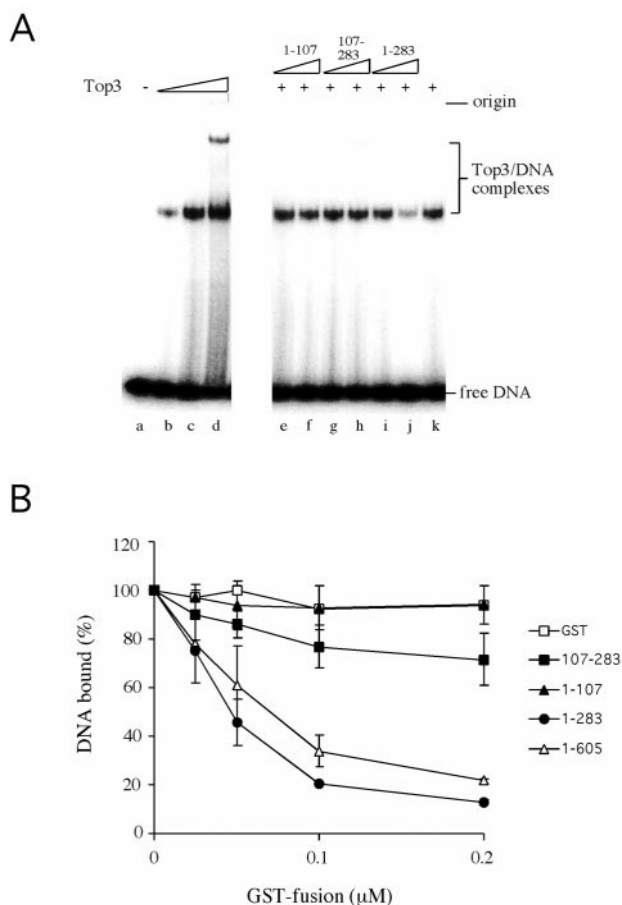 A
1-107
107-
283
1-283
Top3
- + + + + + + +
origin
Top3/DNA
complexes
free DNA
a b c d e f g h i j k
B
120
100
80
60
40
20
0
DNA bound (%)
0 0.1 0.2
GST-fusion (μM)
GST
107-283
1-107
1-283
1-605